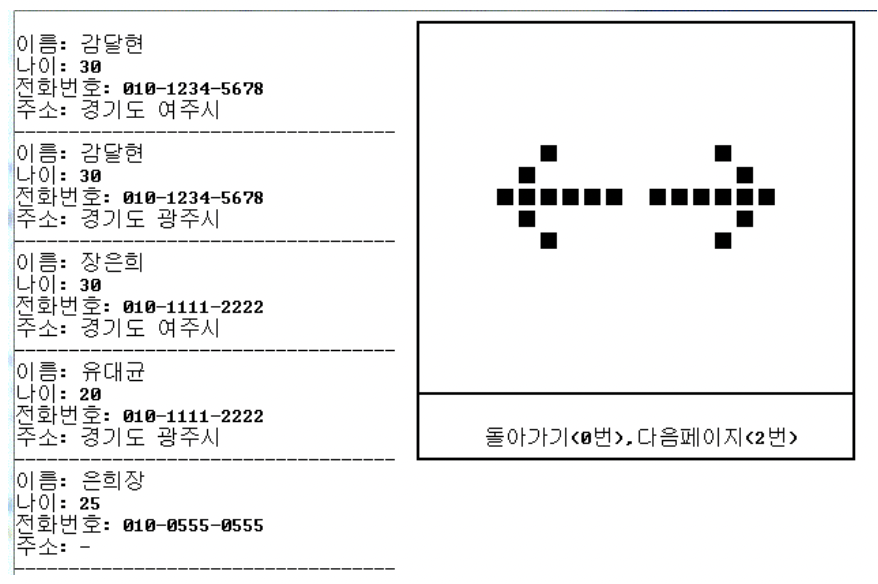 이름: 감달현
나이: 30
전화번호: 010-1234-5678
주소: 경기도 여주시
이름: 감달현
나이: 30
전화번호: 010-1234-5678
주소: 경기도 광주시
이름: 장은희
나이: 30
전화번호: 010-1111-2222
주소: 경기도 여주시
이름: 유대균
나이: 20
전화번호: 010-1111-2222
주소: 경기도 광주시
이름: 은희장
나이: 25
전화번호: 010-0555-0555
주소: -
돌아가기(0번),다음페이지(2번)